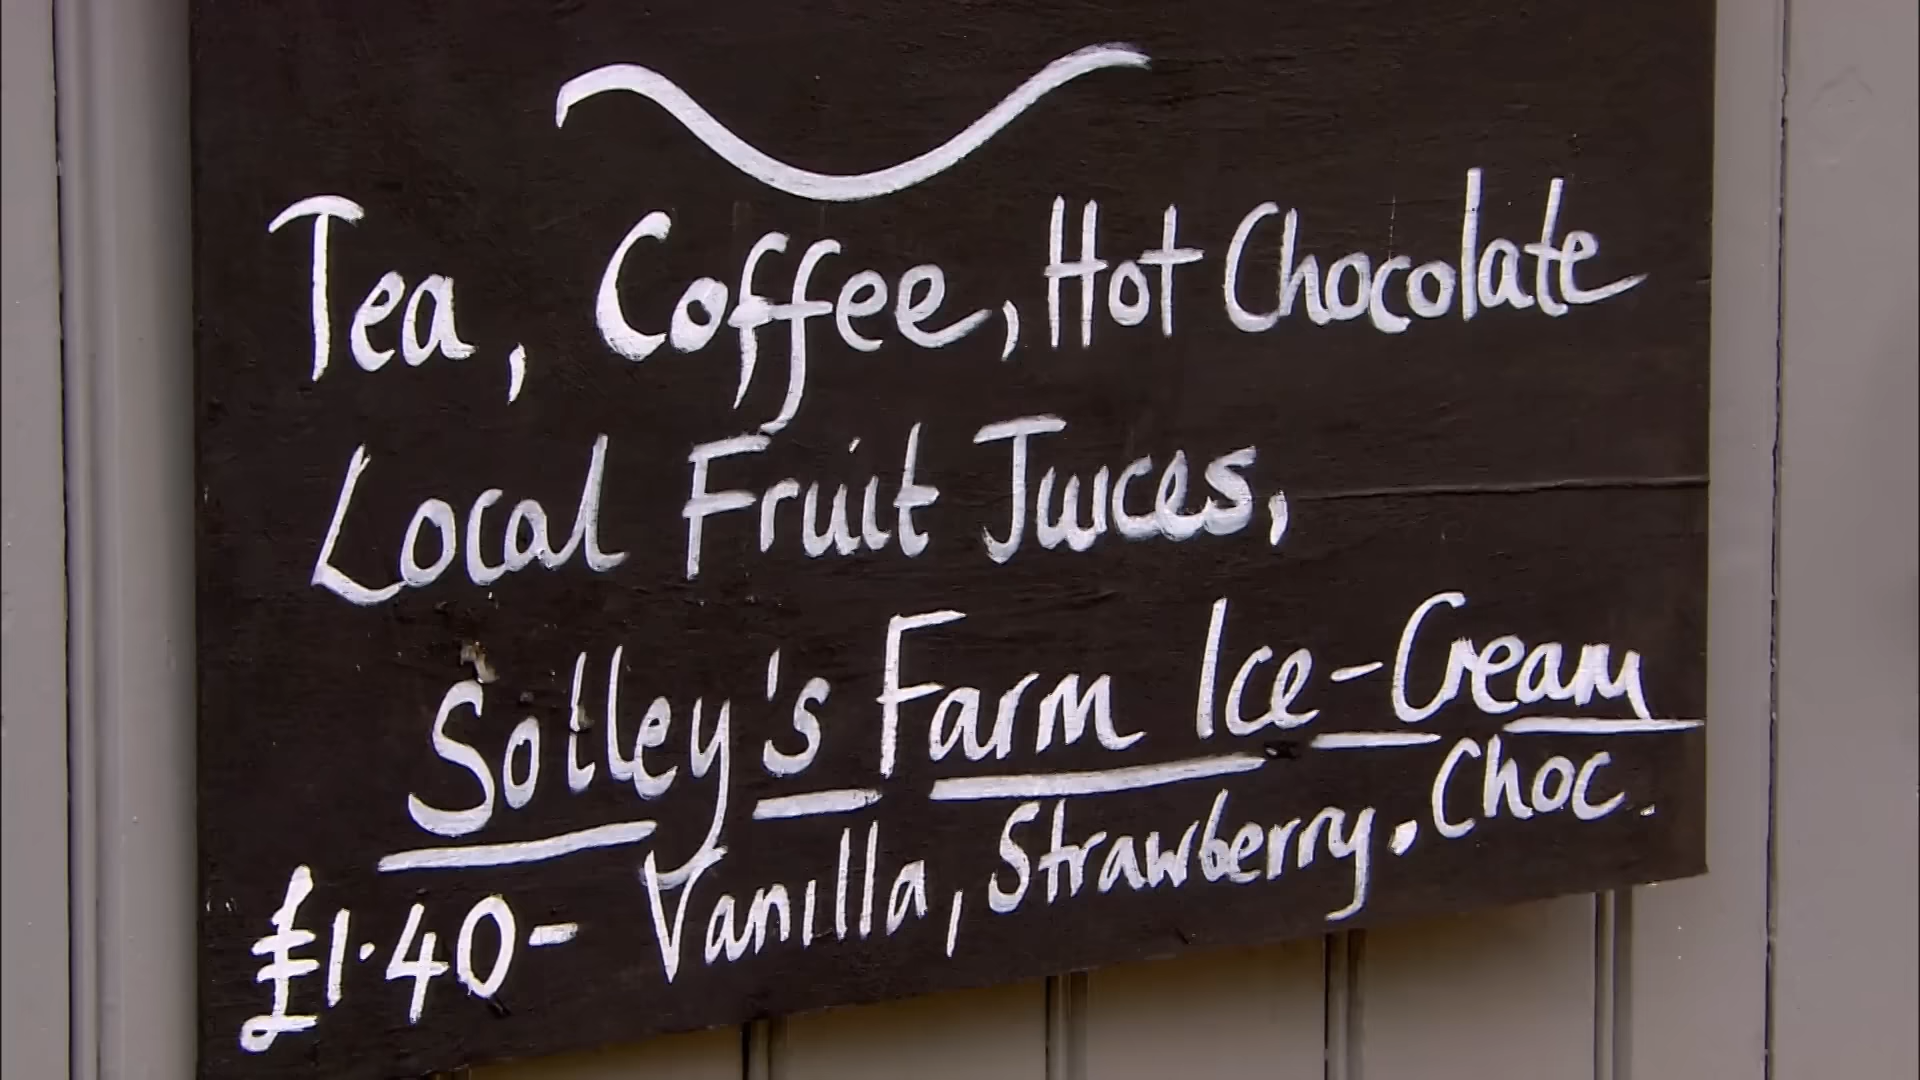 Tea, Coffee, Hot Chocolate
Local Fruit Juices,
Solley's Farm Ice-Cream
£1.40- Vanilla, Strawberry, Choc.